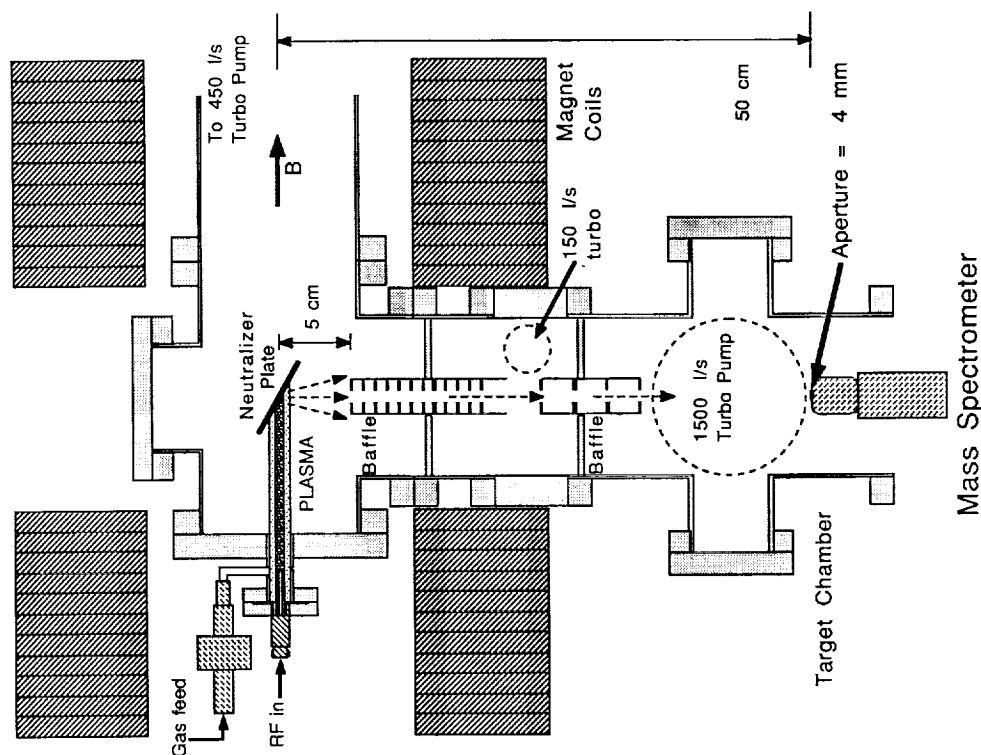 To 450 l/s
Turbo Pump
B
Magnet
Coils
50 cm
Aperture = 4 mm
150 l/s
turbo
5 cm
Neutralizer
Plate
PLASMA
Baffle
Baffle
1500 l/s
Turbo Pump
Gas feed
RF in
Target Chamber
Mass Spectrometer